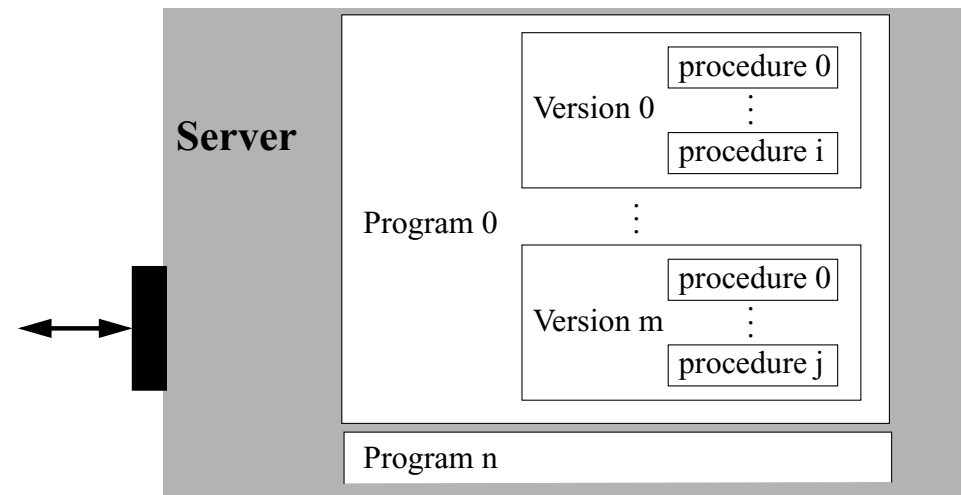 Server
Program 0
Version 0
procedure 0
procedure i
Version m
procedure 0
procedure j
Program n